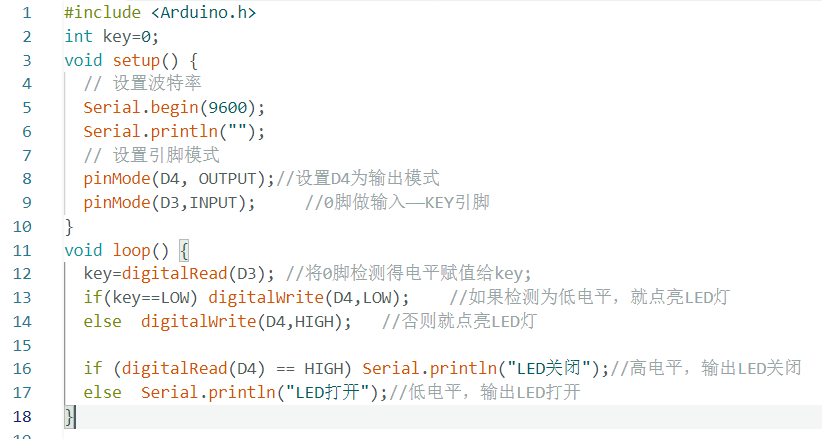 1 #include <Arduino.h>
2 int key=0;
3 void setup() {
4 // 设置波特率
5 Serial.begin(9600);
6 Serial.println("");
7 // 设置引脚模式
8 pinMode(D4, OUTPUT);//设置D4为输出模式
9 pinMode(D3,INPUT); //0脚做输入——KEY引脚
10 }
11 void loop() {
12 key=digitalRead(D3); //将0脚检测得电平赋值给key;
13 if(key==LOW) digitalWrite(D4,LOW); //如果检测为低电平，就点亮LED灯
14 else digitalWrite(D4,HIGH); //否则就点亮LED灯
15
16 if (digitalRead(D4) == HIGH) Serial.println("LED关闭");//高电平，输出LED关闭
17 else Serial.println("LED打开");//低电平，输出LED打开
18 }